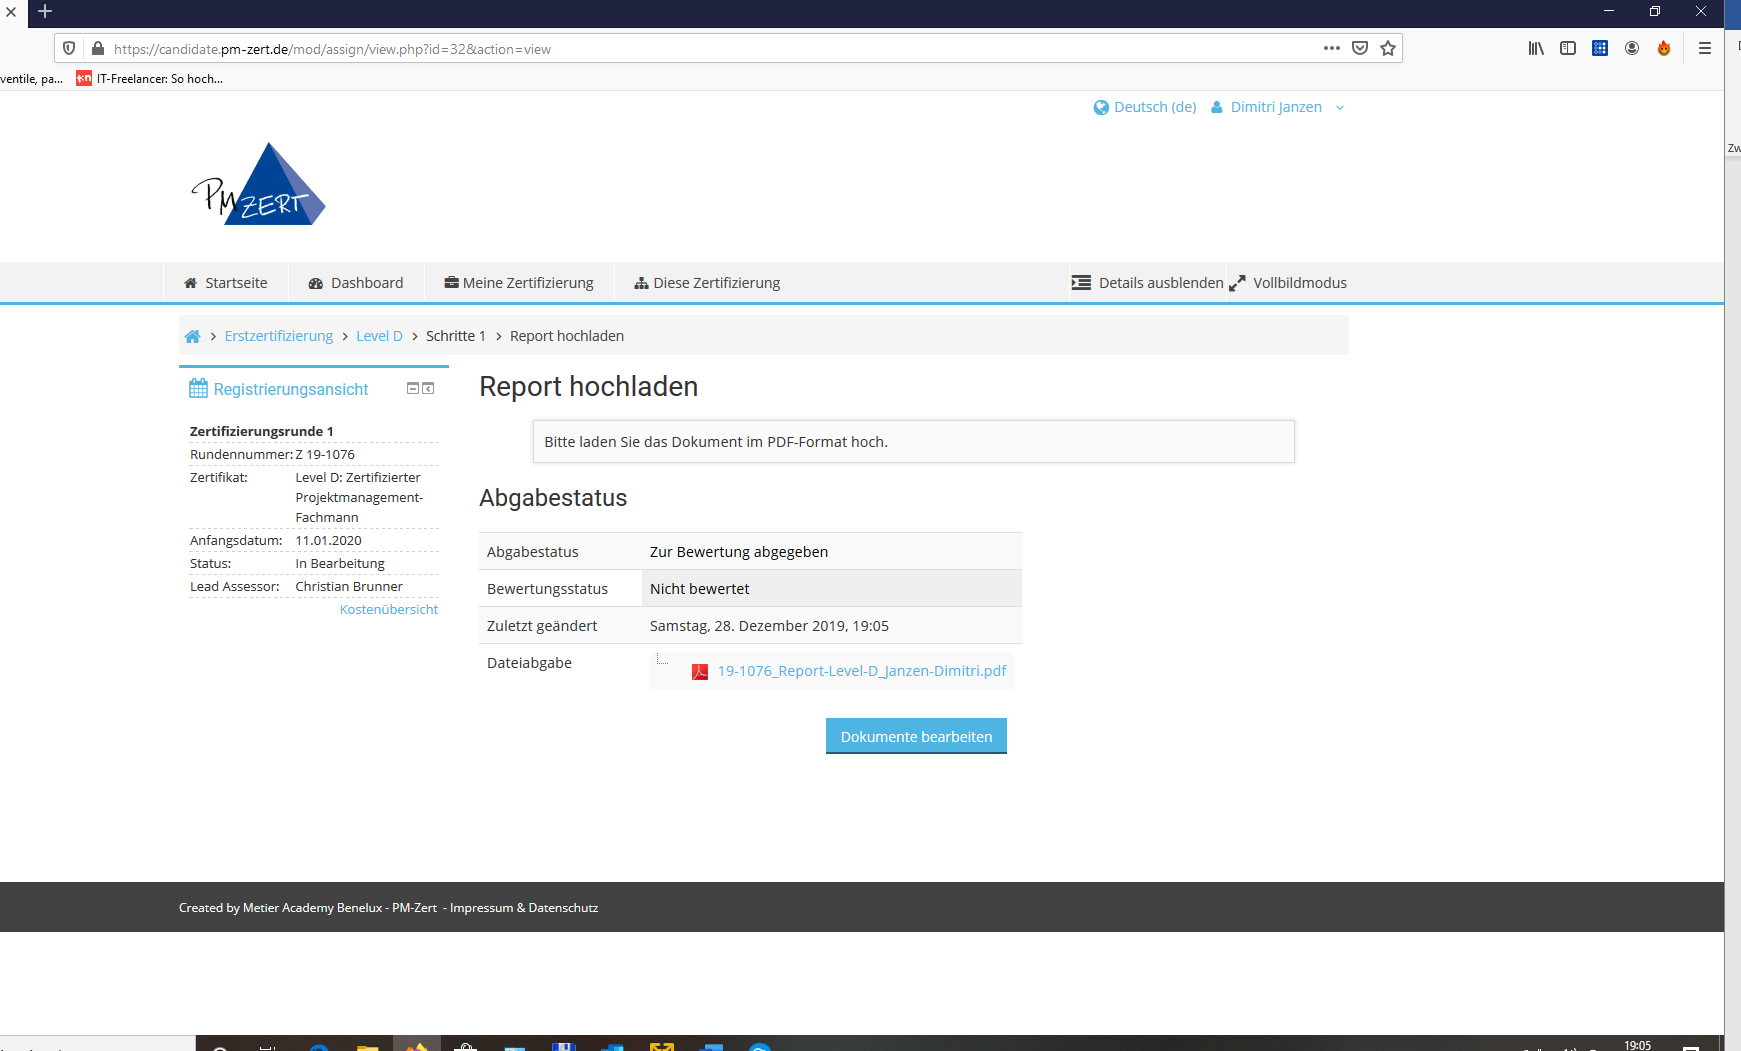 https://candidate.pm-zert.de/mod/assign/view.php?id=32&action=view
ventile, pa...
IT-Freelancer: So hoch...
Deutsch (de)
Dimitri Janzen
Zw
PM ZERT
Startseite
Dashboard
Meine Zertifizierung
Diese Zertifizierung
Details ausblenden
Vollbildmodus
Erstzertifizierung
Level D
Schritte 1
Report hochladen
Registrierungsansicht
Zertifizierungsrunde 1
Rundennummer: Z 19-1076
Zertifikat: Level D: Zertifizierter
Projektmanagement-
Fachmann
Anfangsdatum: 11.01.2020
Status: In Bearbeitung
Lead Assessor: Christian Brunner
Kostenübersicht
Report hochladen
Bitte laden Sie das Dokument im PDF-Format hoch.
Abgabestatus
Abgabestatus Zur Bewertung abgegeben
Bewertungsstatus Nicht bewertet
Zuletzt geändert Samstag, 28. Dezember 2019, 19:05
Dateiabgabe 19-1076_Report-Level-D_Janzen-Dimitri.pdf
Dokumente bearbeiten
Created by Metier Academy Benelux - PM-Zert - Impressum & Datenschutz
19:05